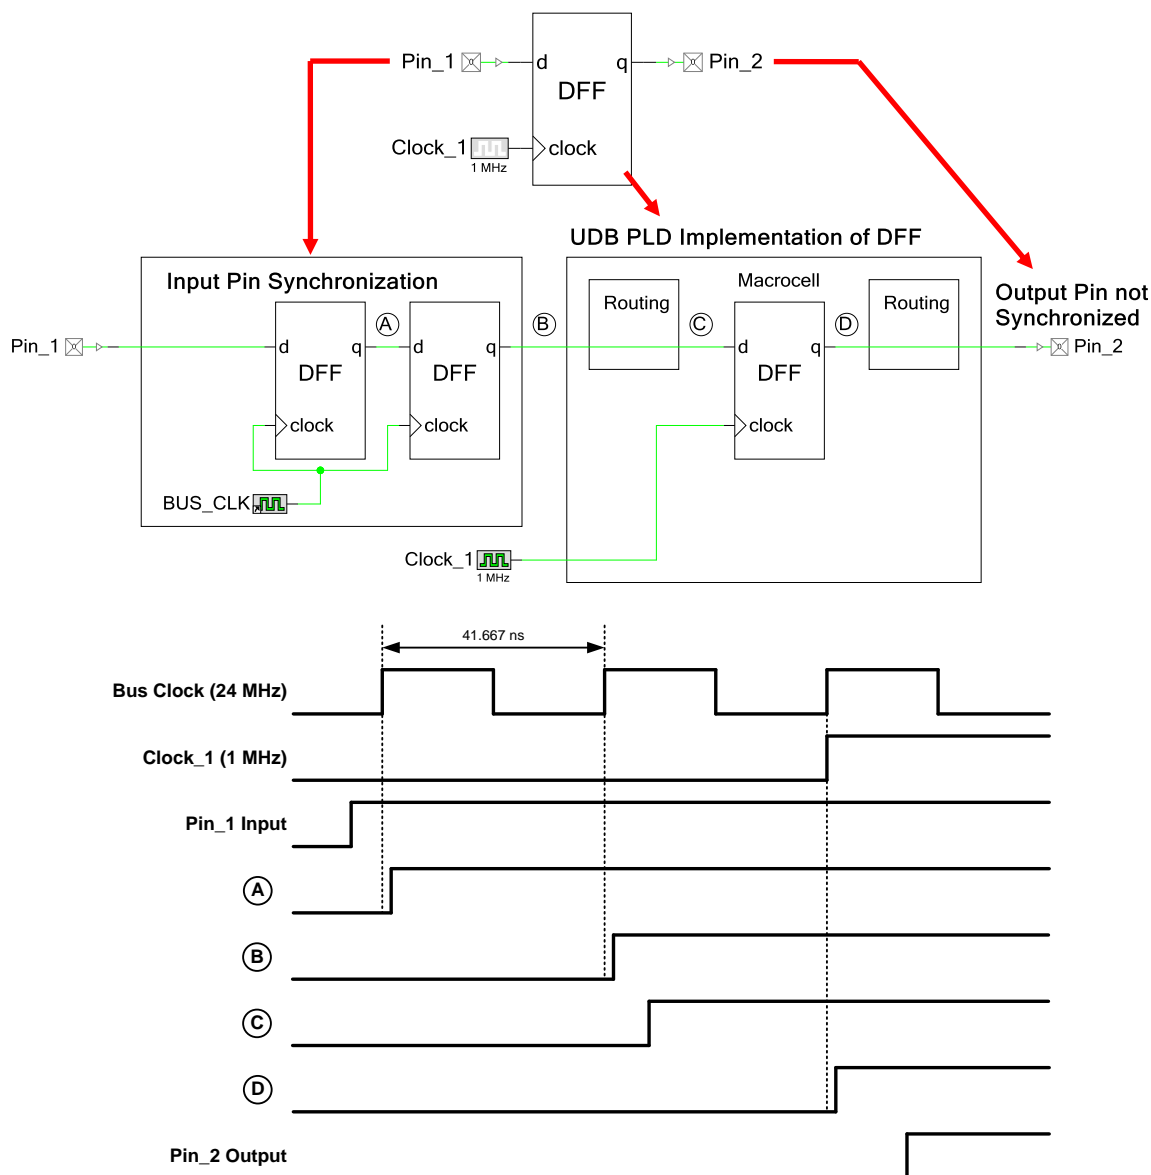 Pin_1
d
q
Pin_2
DFF
Clock_1
clock
1 MHz
UDB PLD Implementation of DFF
Input Pin Synchronization
Macrocell
Routing
Routing
Output Pin not
Synchronized
A
B
C
D
Pin_1
d
q
d
q
d
q
Pin_2
DFF
DFF
DFF
clock
clock
clock
BUS_CLK
Clock_1
1 MHz
41.667 ns
Bus Clock (24 MHz)
Clock_1 (1 MHz)
Pin_1 Input
A
B
C
D
Pin_2 Output